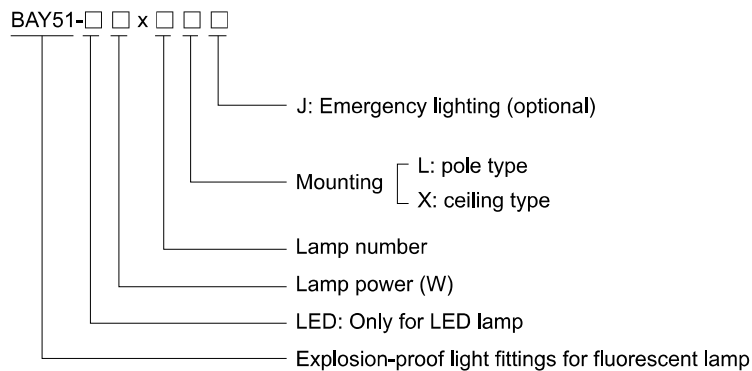 BAY51-□ □ x □ □ □
J: Emergency lighting (optional)
L: pole type
Mounting
X: ceiling type
Lamp number
Lamp power (W)
LED: Only for LED lamp
Explosion-proof light fittings for fluorescent lamp